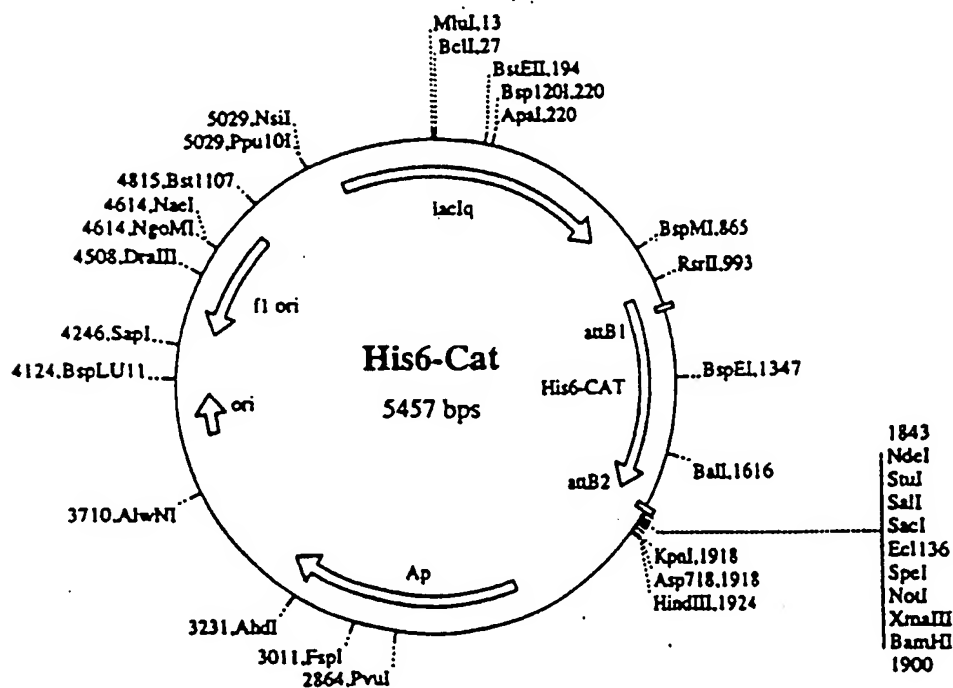 MluI,13
BclI,27
BstEII,194
Bsp120I,220
ApaI,220
5029,NsiI
5029,Ppu10I
4815,Bst1107
4614,NaeI
4614,NgoMI
4508,DraIII
4246,SapI
4124,BspLU11
3710,AlwNI
3231,AhdI
3011,FspI
2864,PvuI
lacIq
BspMI,865
RsrII,993
attB1
His6-CAT
BspEI,1347
attB2
BalI,1616
f1 ori
ori
Ap
His6-Cat
5457 bps
KpnI,1918
Asp718,1918
HindIII,1924
1843
NdeI
StuI
SalI
SacI
Ecl136
SpeI
NotI
XmaIII
BamHI
1900